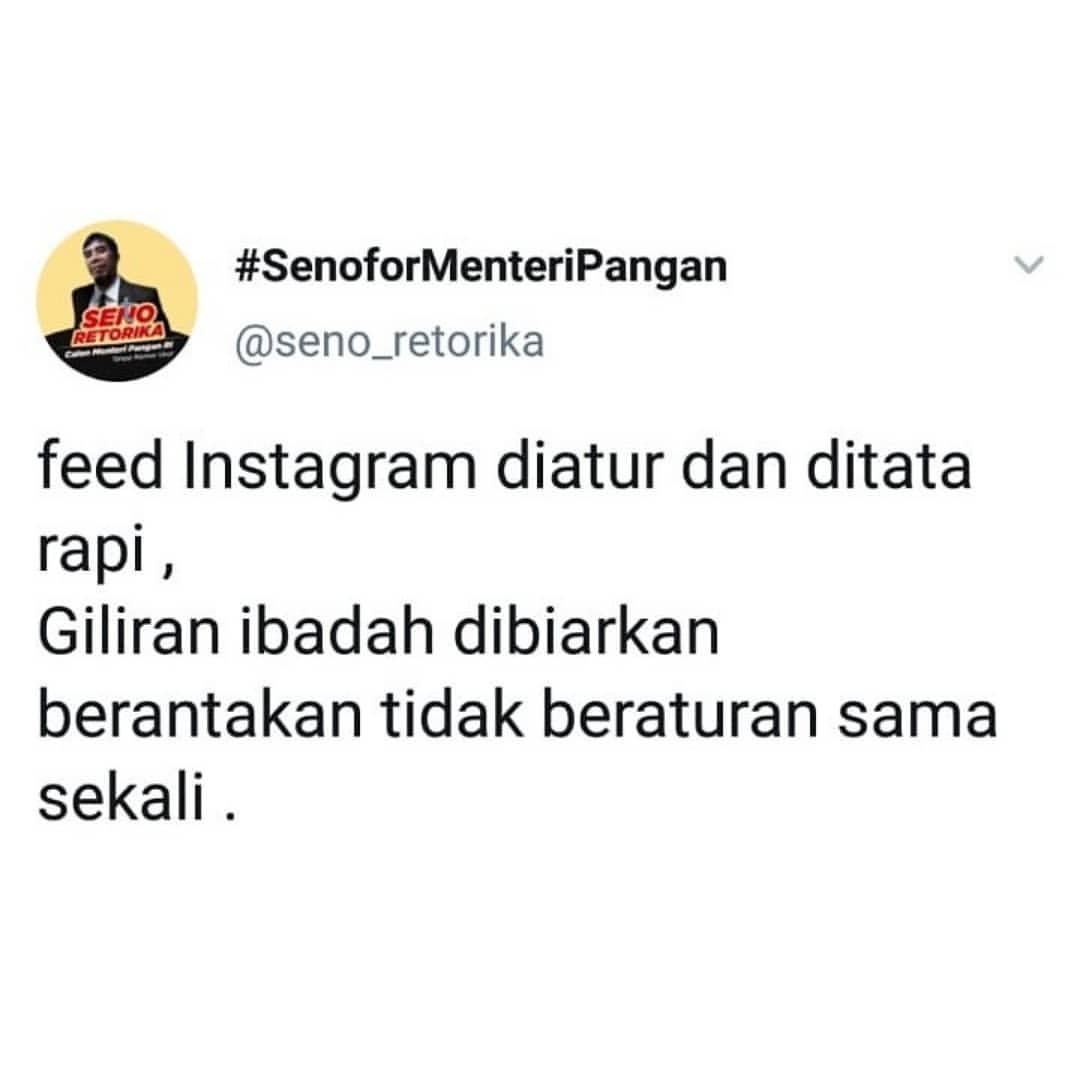 #SenoforMenteriPangan
@seno_retorika
SENO
RETORIKA
Calon Menteri Pangan RI
feed Instagram diatur dan ditata
rapi ,
Giliran ibadah dibiarkan
berantakan tidak beraturan sama
sekali .